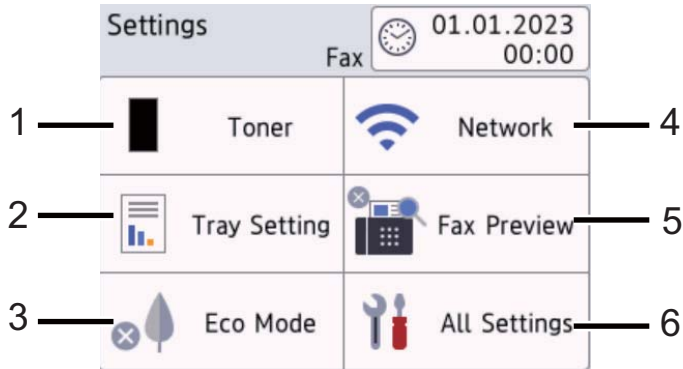 Settings
Fax
01.01.2023
00:00
1
Toner
Network
4
2
Tray Setting
Fax Preview
5
3
Eco Mode
All Settings
6